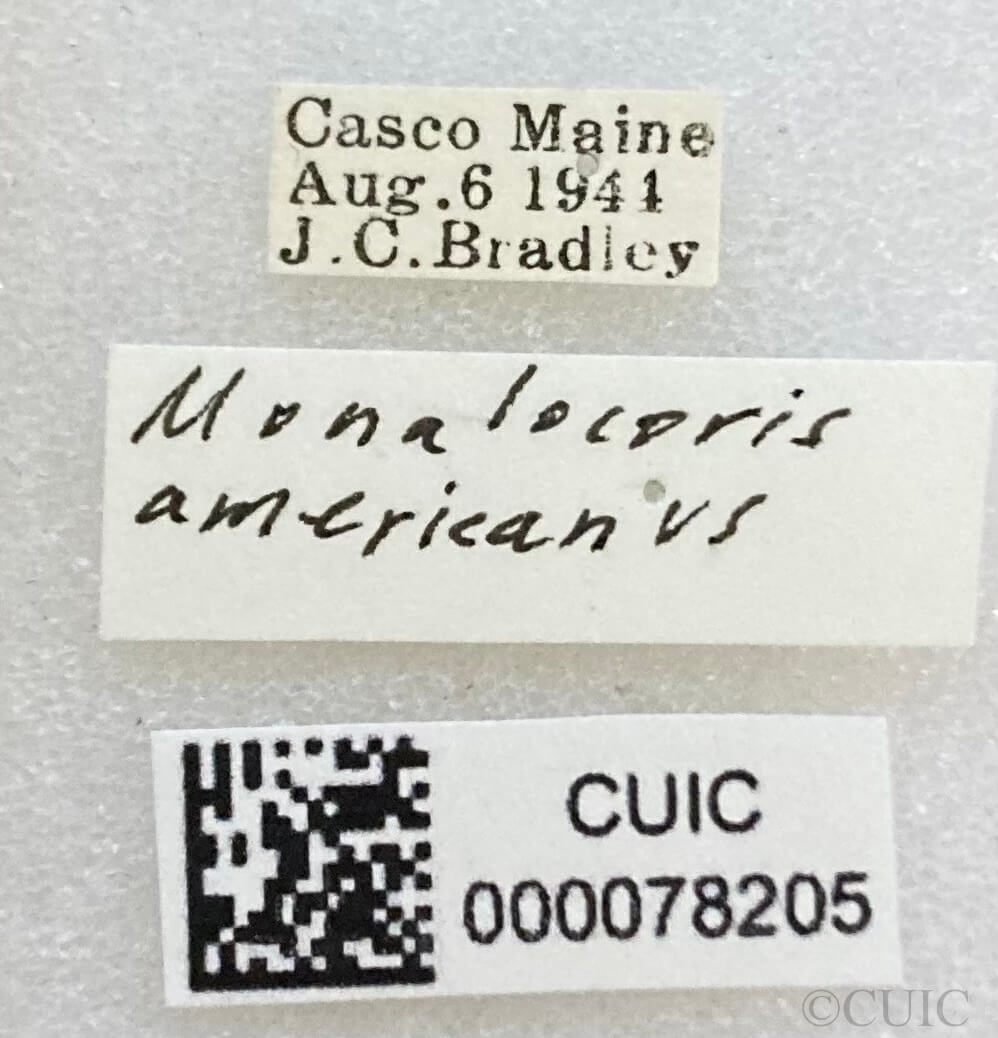 Casco Maine
Aug.6 1941
J.C.Bradley
Monalocoris
americanus
CUIC
000078205
©CUIC